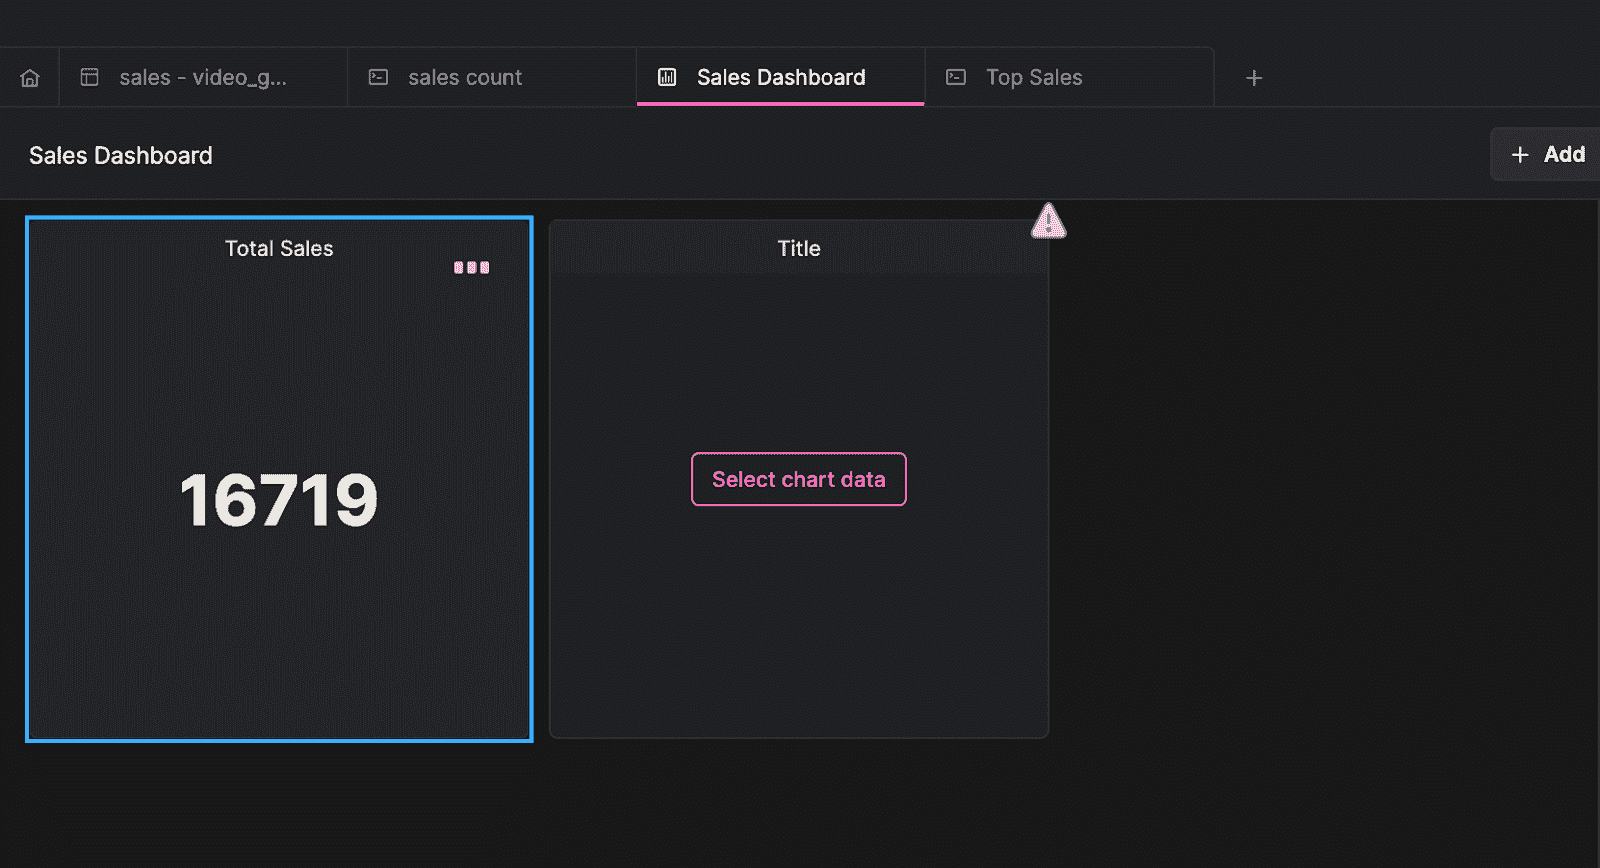 sales - video_g...
sales count
Sales Dashboard
Top Sales
Sales Dashboard
+ Add
Total Sales
Title
16719
Select chart data